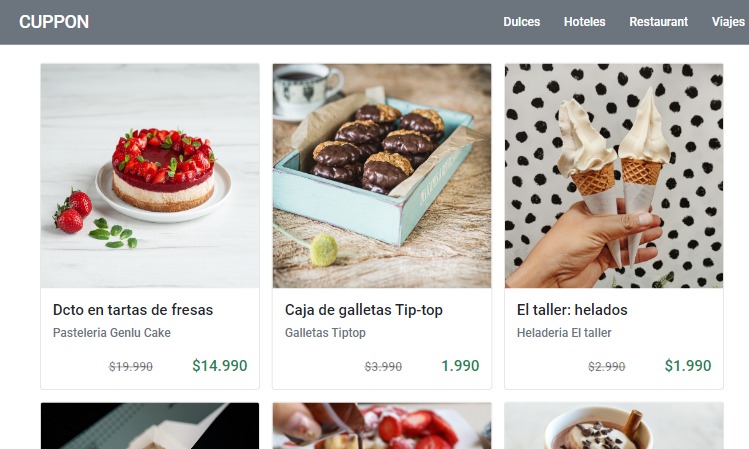 CUPPON
Dulces Hoteles Restaurant Viajes
Dcto en tartas de fresas
Pasteleria Genlu Cake
$19.990 $14.990
Caja de galletas Tip-top
Galletas Tiptop
$3.990 1.990
El taller: helados
Heladeria El taller
$2.990 $1.990